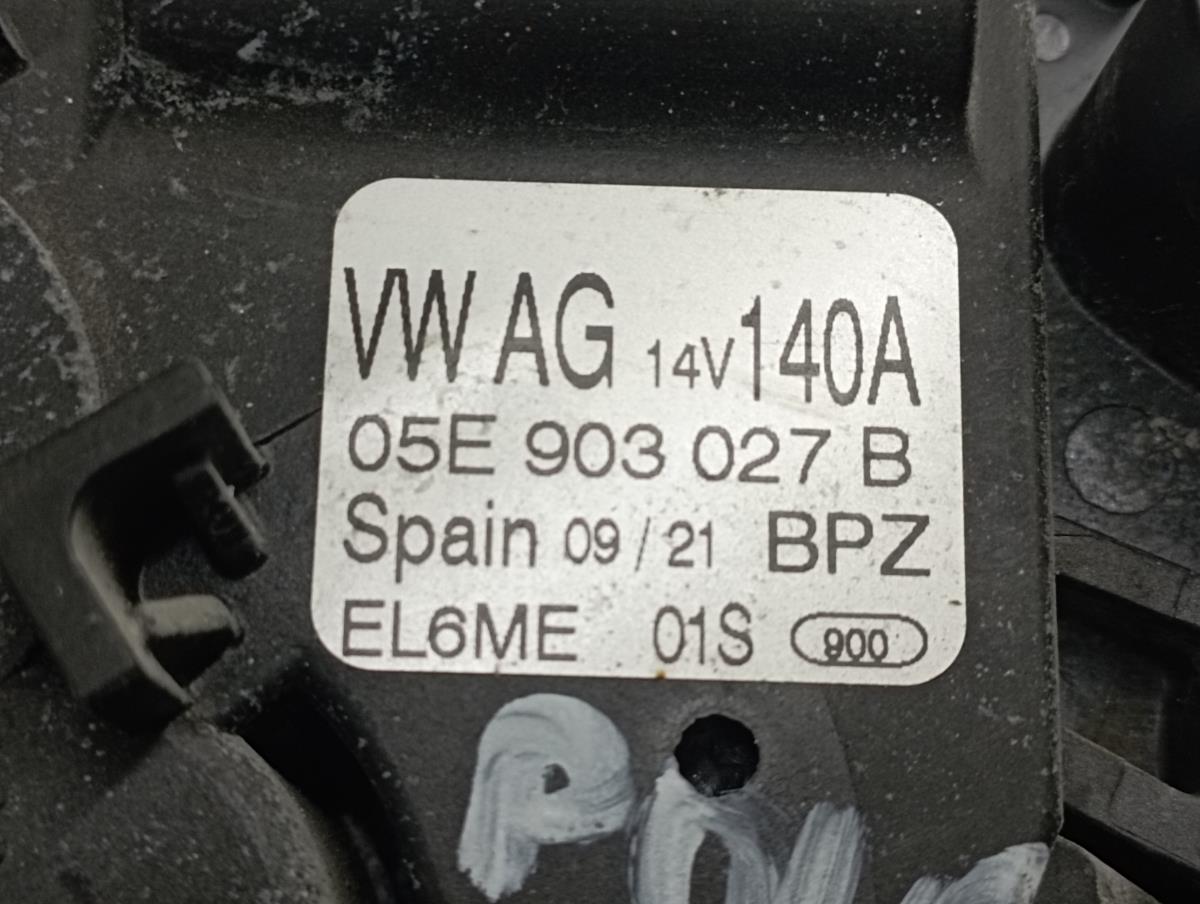 VW AG 14V 140A
05E 903 027 B
Spain 09/21 BPZ
EL6ME 01S 900